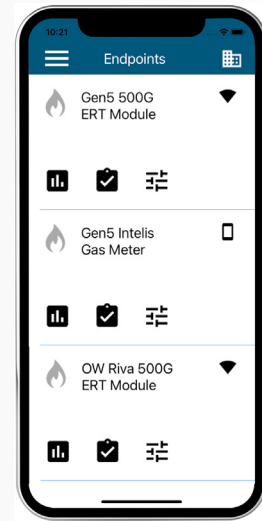 10:21
Endpoints
Gen5 500G
ERT Module
Gen5 Intelis
Gas Meter
OW Riva 500G
ERT Module